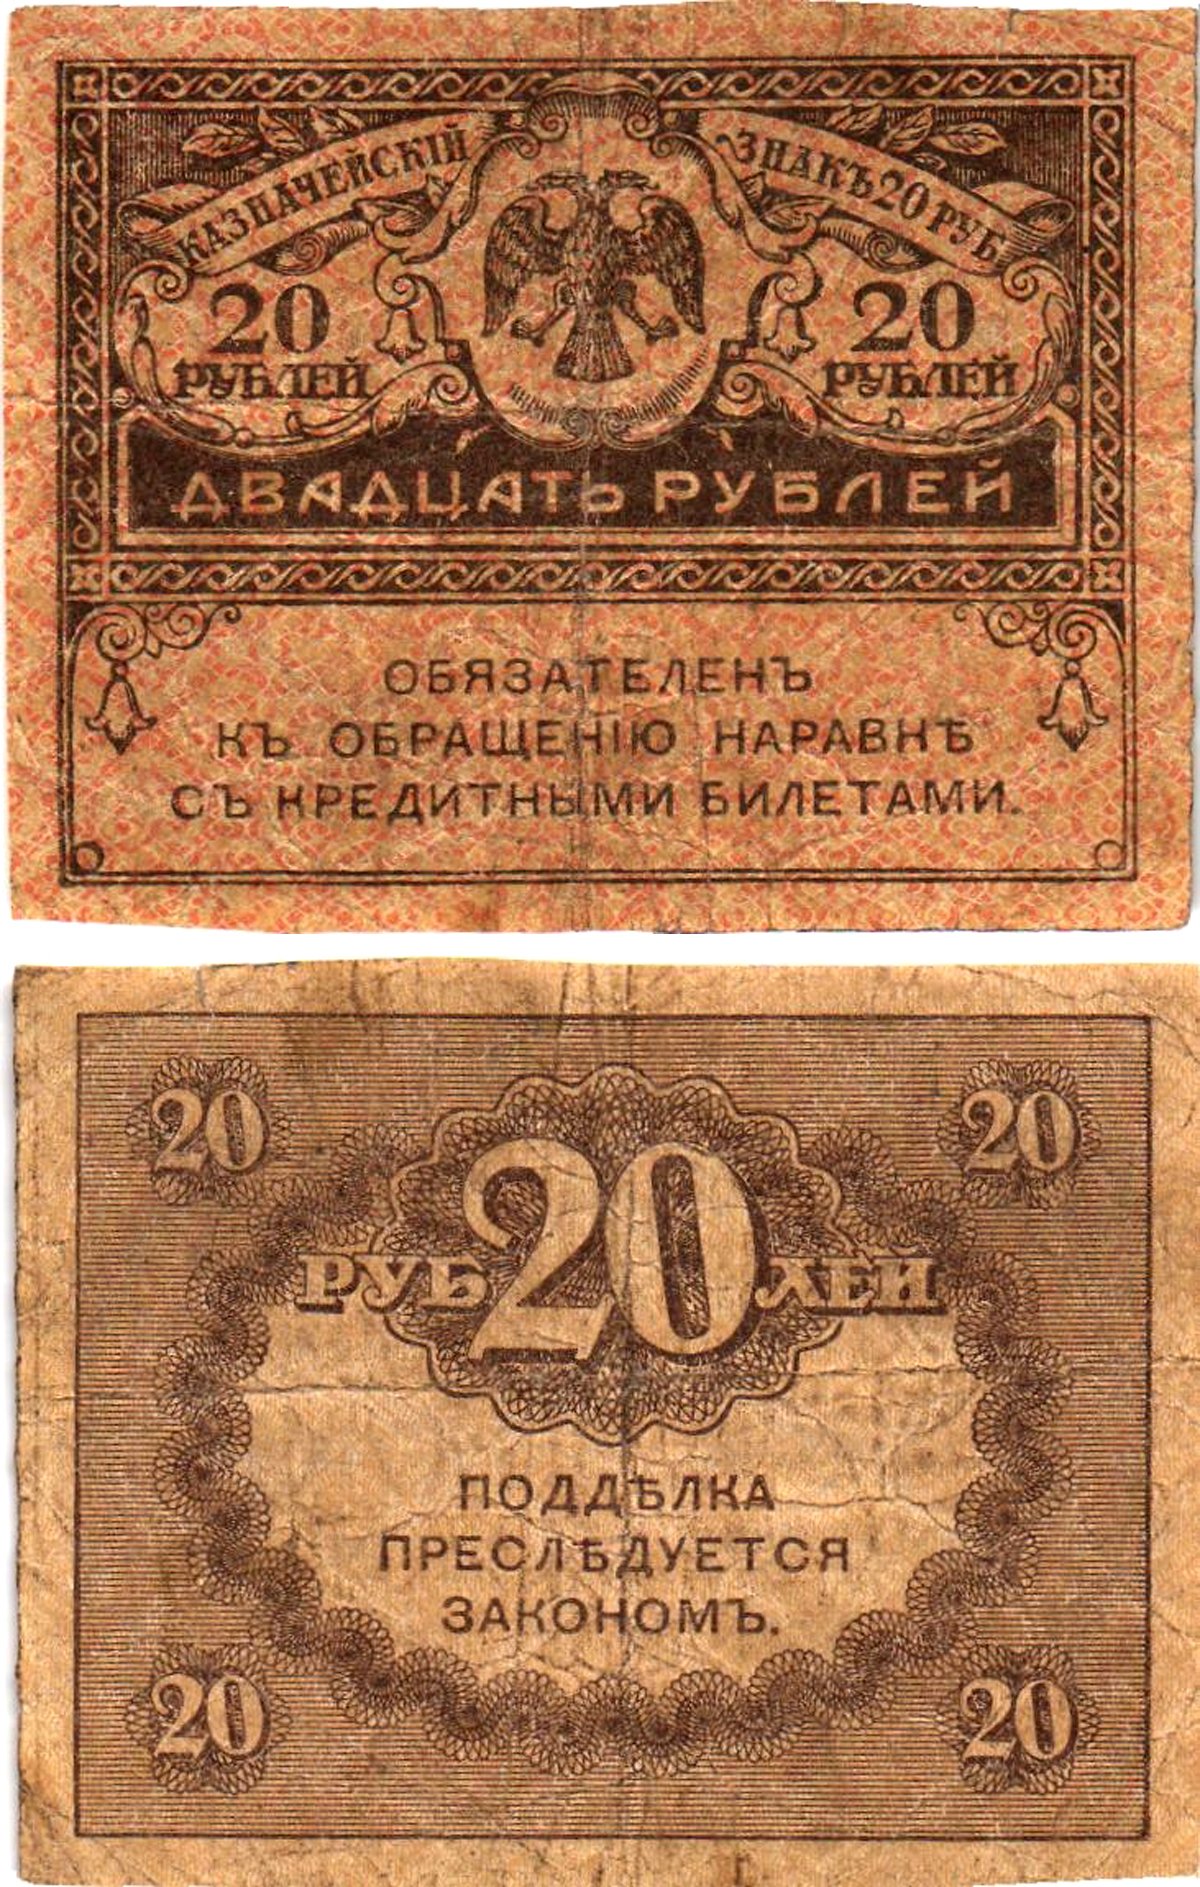 КАЗНАЧЕЙСКІЙ ЗНАКЪ 20 РУБ
20 20
РУБЛЕЙ РУБЛЕЙ
ДВАДЦАТЬ РУБЛЕЙ
ОБЯЗАТЕЛЕНЪ
КЪ ОБРАЩЕНІЮ НАРАВНѢ
СЪ КРЕДИТНЫМИ БИЛЕТАМИ.
20 20
РУБ 20 ЛЕЙ
ПОДДѢЛКА
ПРЕСЛѢДУЕТСЯ
ЗАКОНОМЪ.
20 20